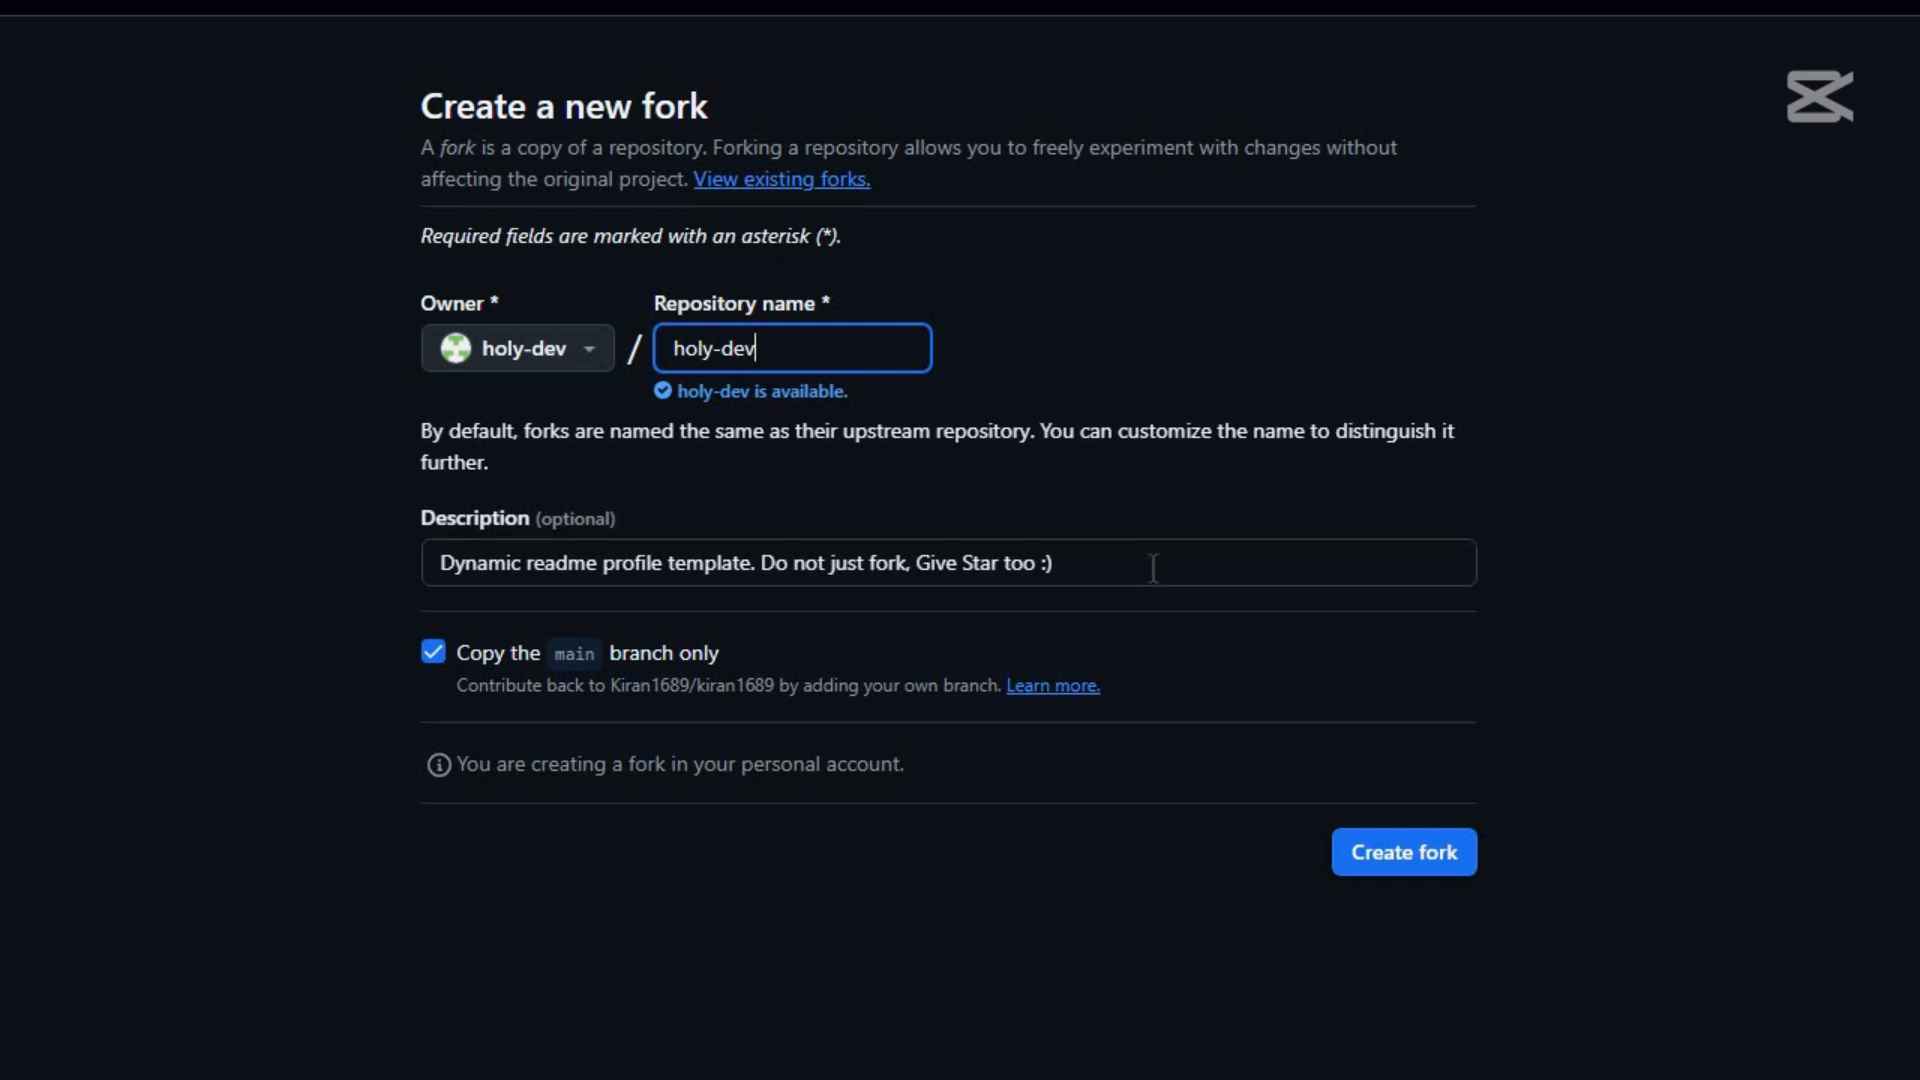 Create a new fork
A fork is a copy of a repository. Forking a repository allows you to freely experiment with changes without
affecting the original project. View existing forks.
Required fields are marked with an asterisk (*).
Owner * Repository name *
holy-dev / holy-dev
holy-dev is available.
By default, forks are named the same as their upstream repository. You can customize the name to distinguish it
further.
Description (optional)
Dynamic readme profile template. Do not just fork, Give Star too :)
Copy the main branch only
Contribute back to Kiran1689/kiran1689 by adding your own branch. Learn more.
You are creating a fork in your personal account.
Create fork